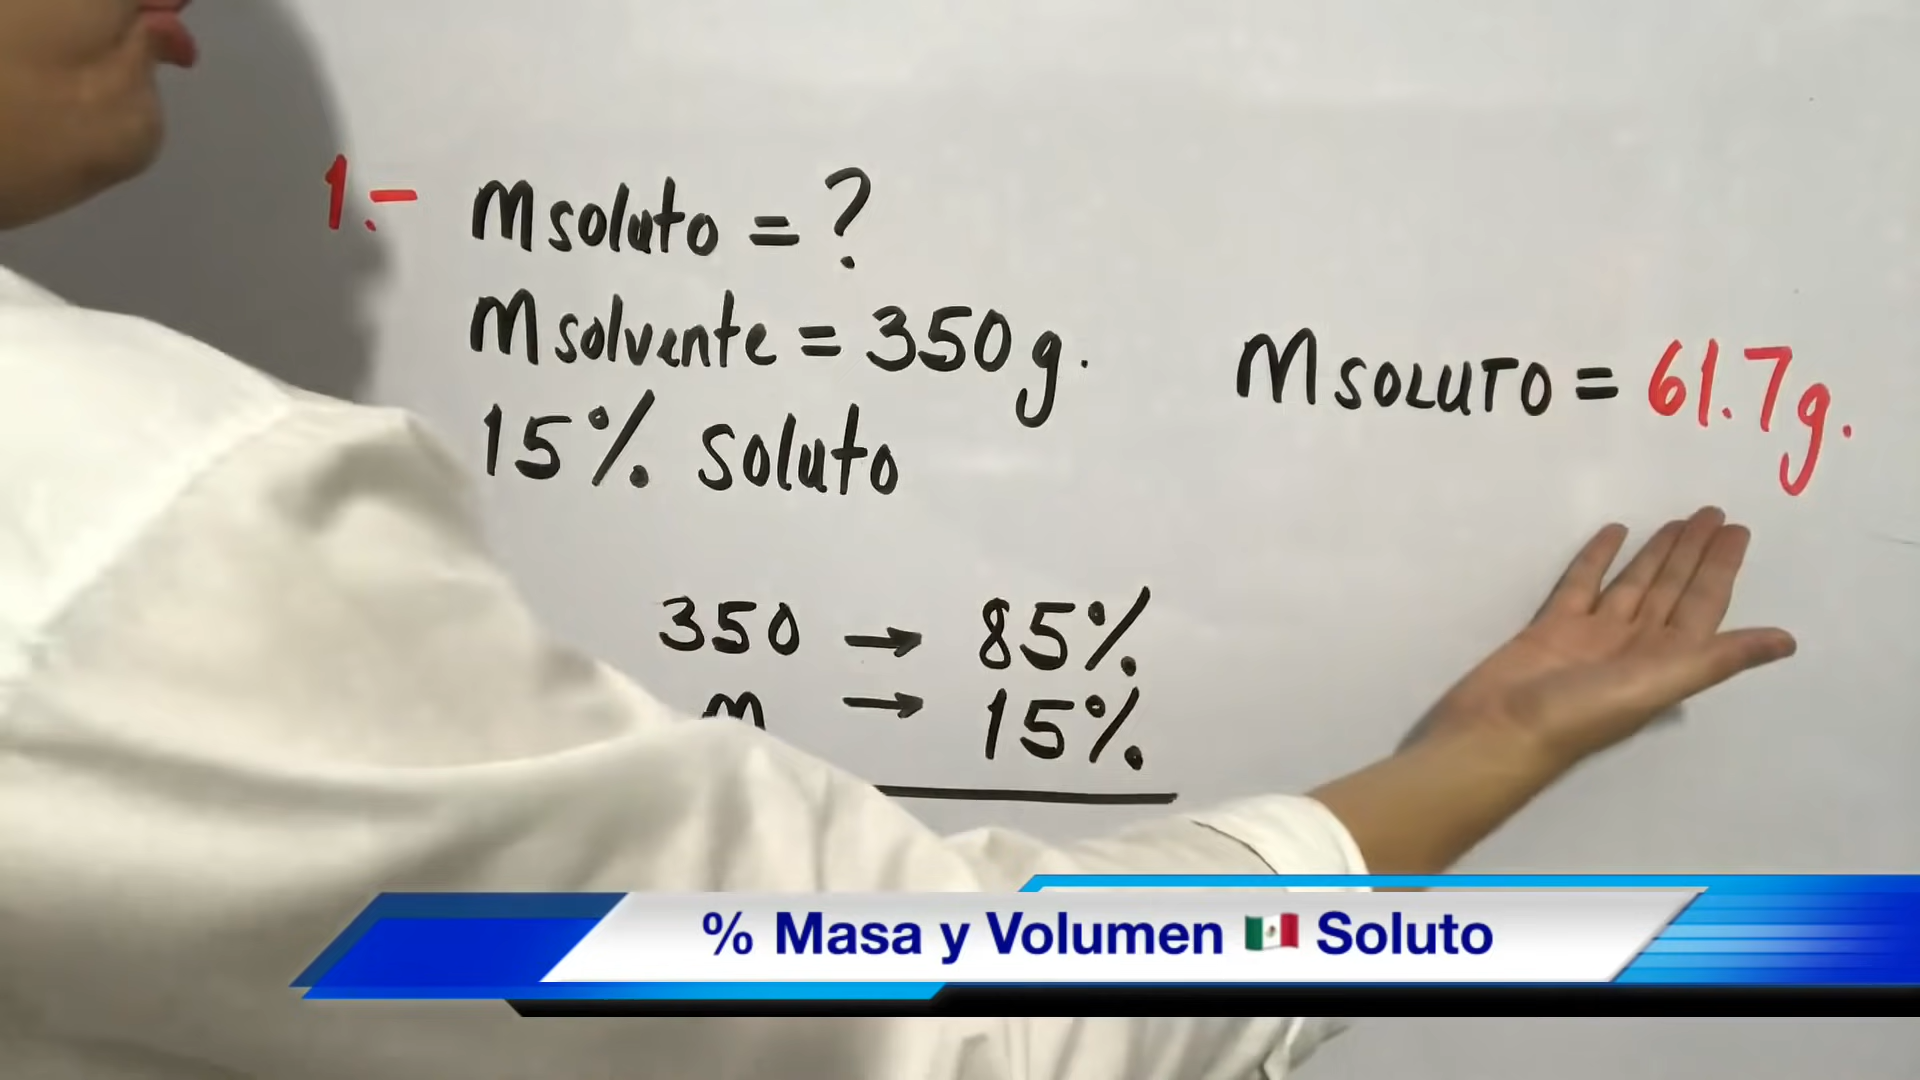 1.- Msoluto = ?
Msolvente = 350 g.
15% Soluto
MSOLUTO = 61.7g.
350 → 85%
m → 15%
% Masa y Volumen 🇲🇽 Soluto